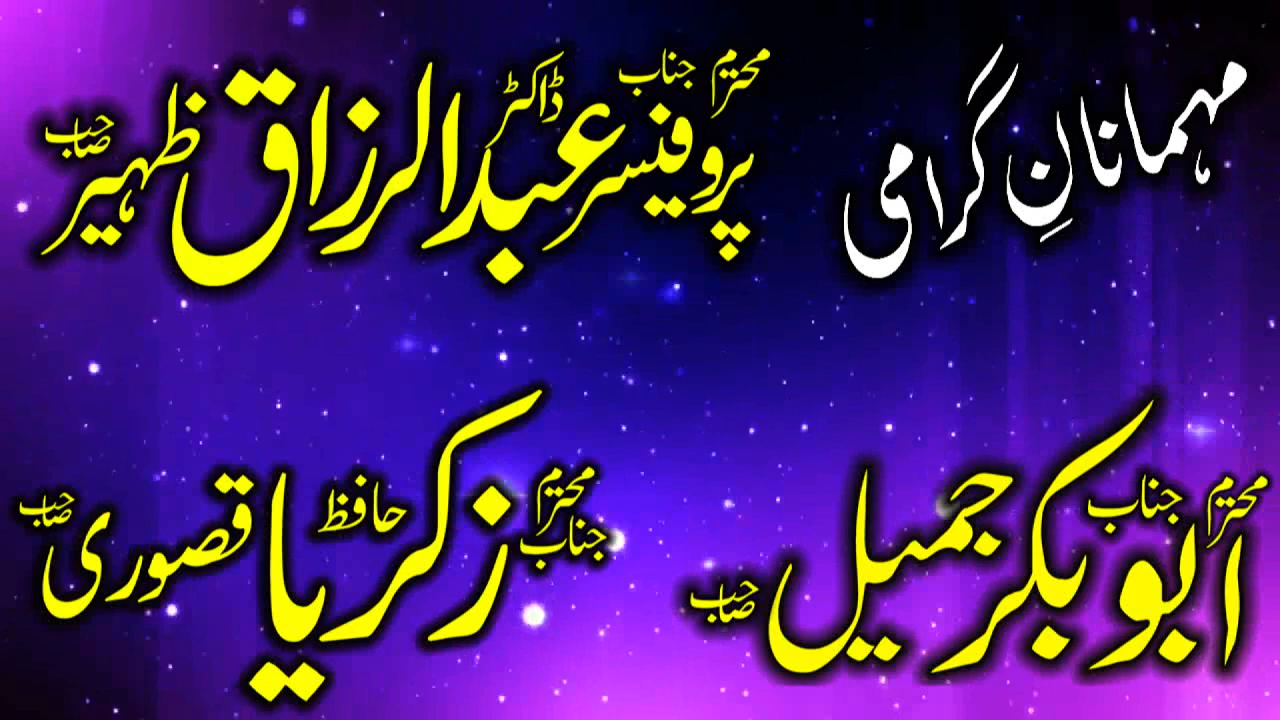 مہمانانِ گرامی
محترم جناب پروفیسر ڈاکٹر عبدالرزاق ظہیر صاحب
محترم جناب ابوبکر جمیل صاحب
محترم جناب حافظ زکریا قصوری صاحب